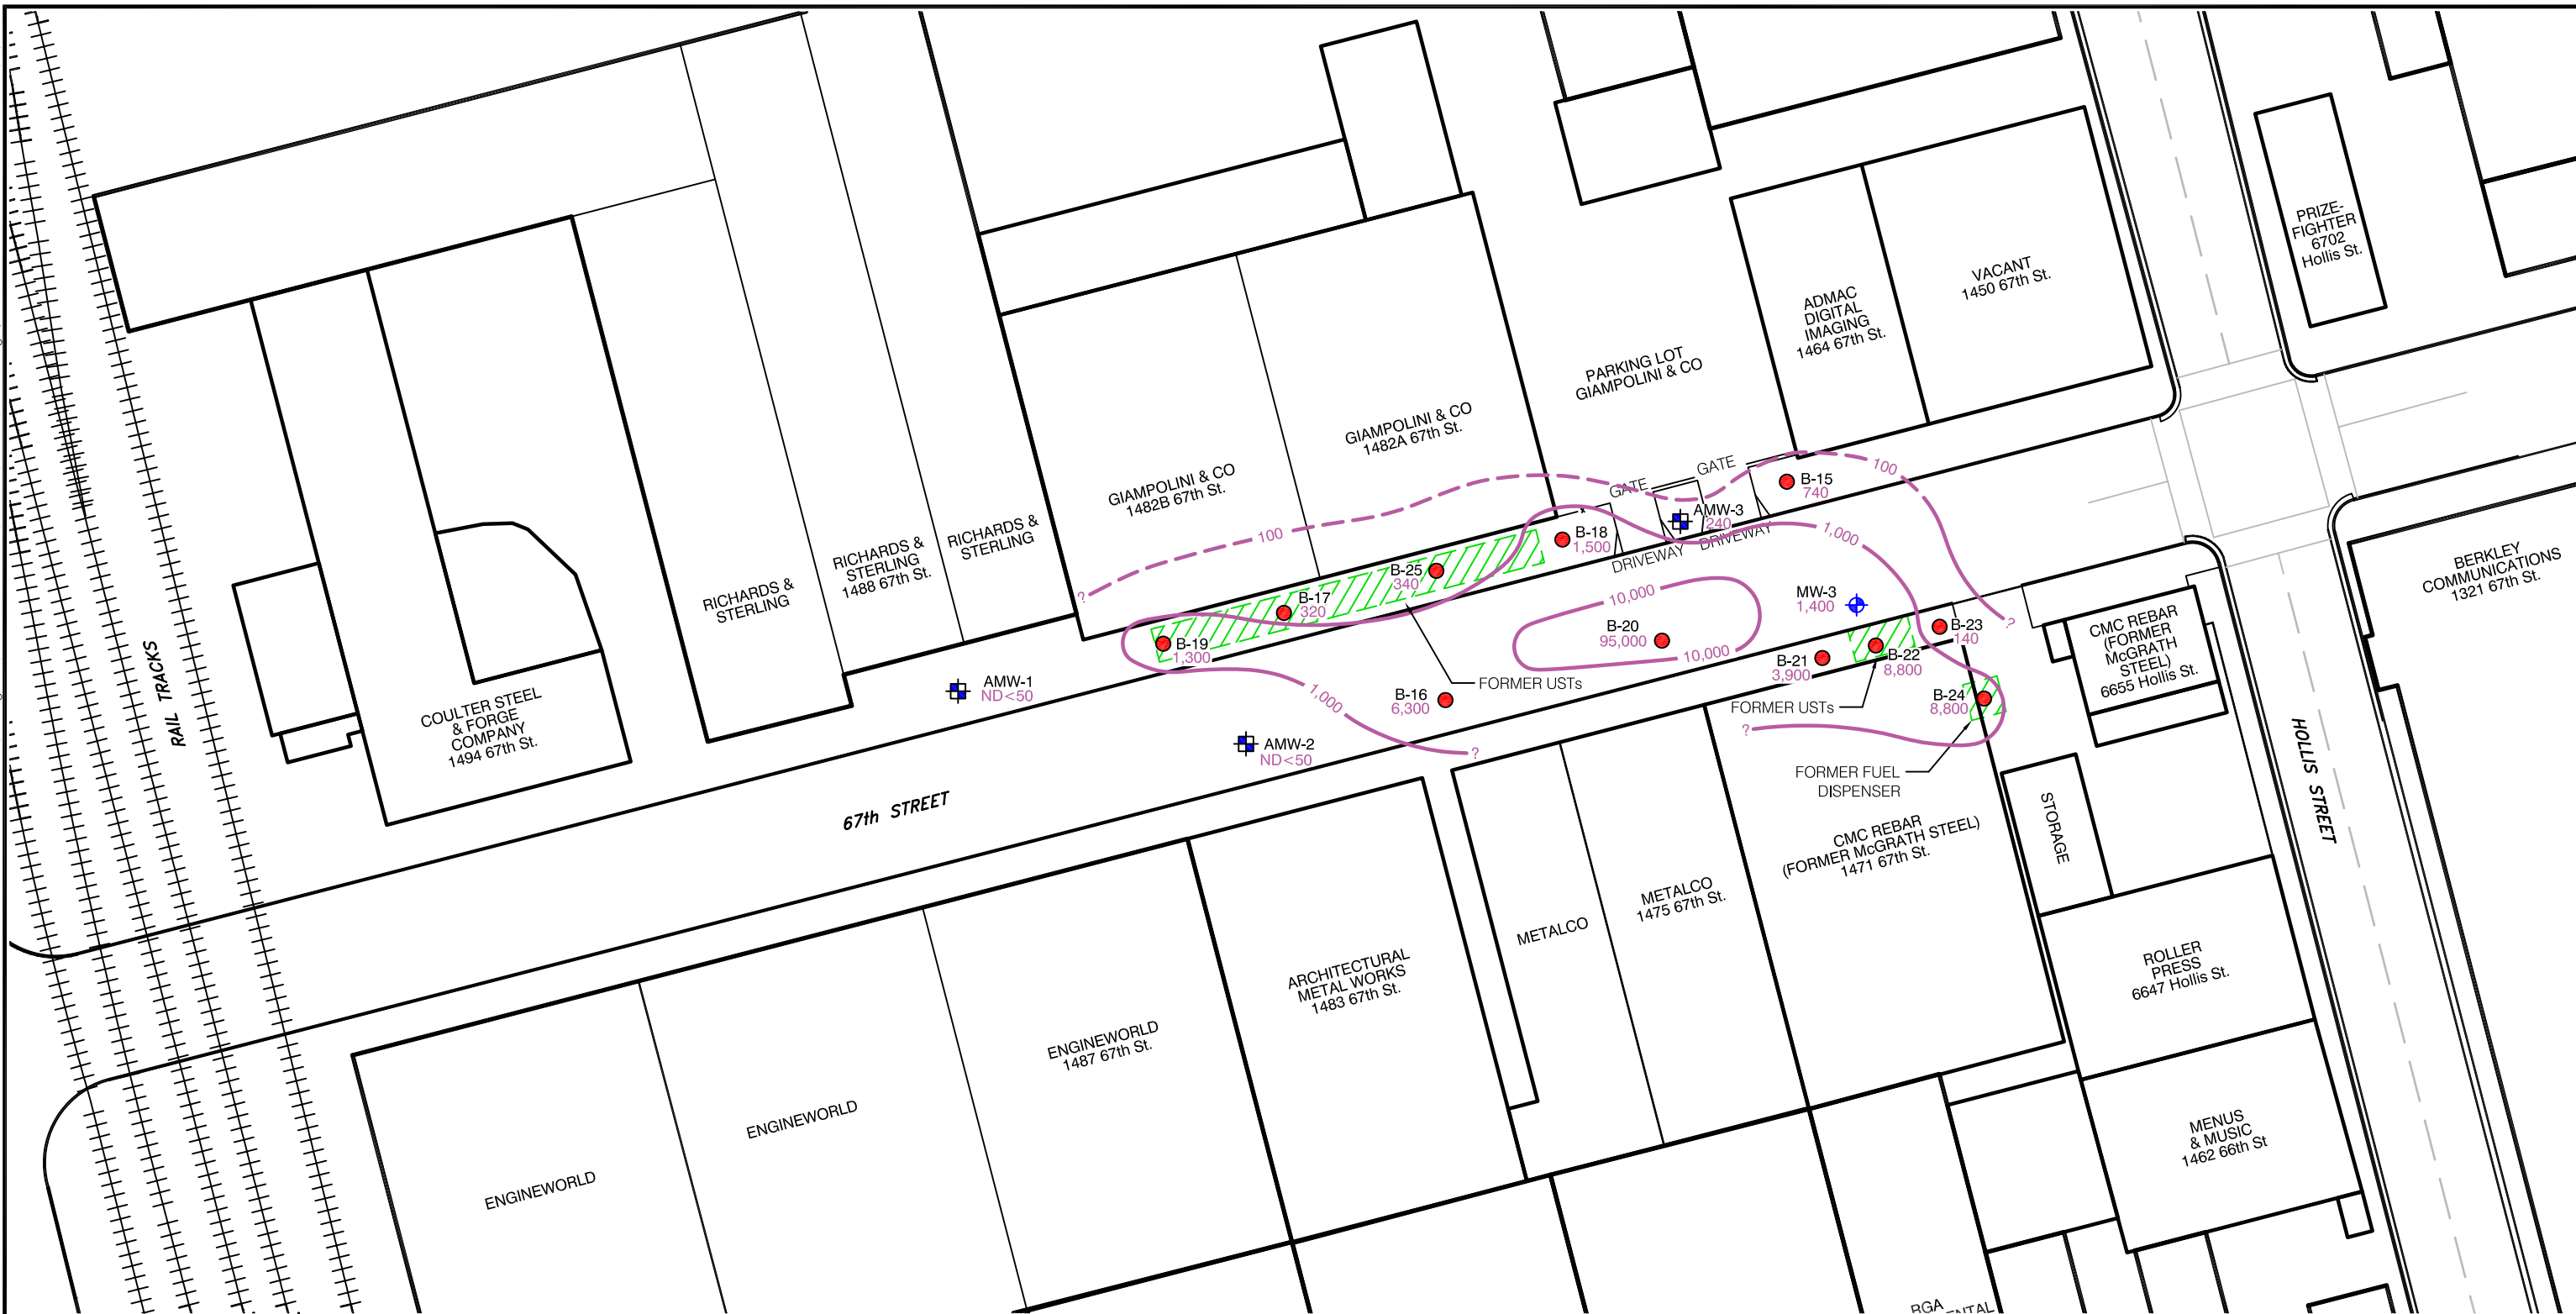 PRIZE-
FIGHTER
6702
Hollis St.
VACANT
1450 67th St.
ADMAC
DIGITAL
IMAGING
1464 67th St.
PARKING LOT
GIAMPOLINI & CO
GIAMPOLINI & CO
1482A 67th St.
GIAMPOLINI & CO
1482B 67th St.
RICHARDS &
STERLING
RICHARDS &
STERLING
1488 67th St.
RICHARDS &
STERLING
COULTER STEEL
& FORGE
COMPANY
1494 67th St.
RAIL TRACKS
GATE
GATE
100
100
B-15
740
AMW-3
240
B-18
1,500
DRIVEWAY
DRIVEWAY
1,000
BERKLEY
COMMUNICATIONS
1321 67th St.
B-25
340
B-17
320
?
B-19
1,300
10,000
MW-3
1,400
B-20
95,000
10,000
B-23
140
?
B-21
3,900
B-22
8,800
CMC REBAR
(FORMER
McGRATH
STEEL)
6655 Hollis St.
AMW-1
ND<50
FORMER USTs
1,000
B-16
6,300
FORMER USTs
B-24
8,800
?
?
AMW-2
ND<50
FORMER FUEL
DISPENSER
HOLLIS STREET
67th STREET
STORAGE
CMC REBAR
(FORMER McGRATH STEEL)
1471 67th St.
METALCO
1475 67th St.
METALCO
ARCHITECTURAL
METAL WORKS
1483 67th St.
ROLLER
PRESS
6647 Hollis St.
ENGINEWORLD
1487 67th St.
ENGINEWORLD
ENGINEWORLD
MENUS
& MUSIC
1462 66th St
RGA